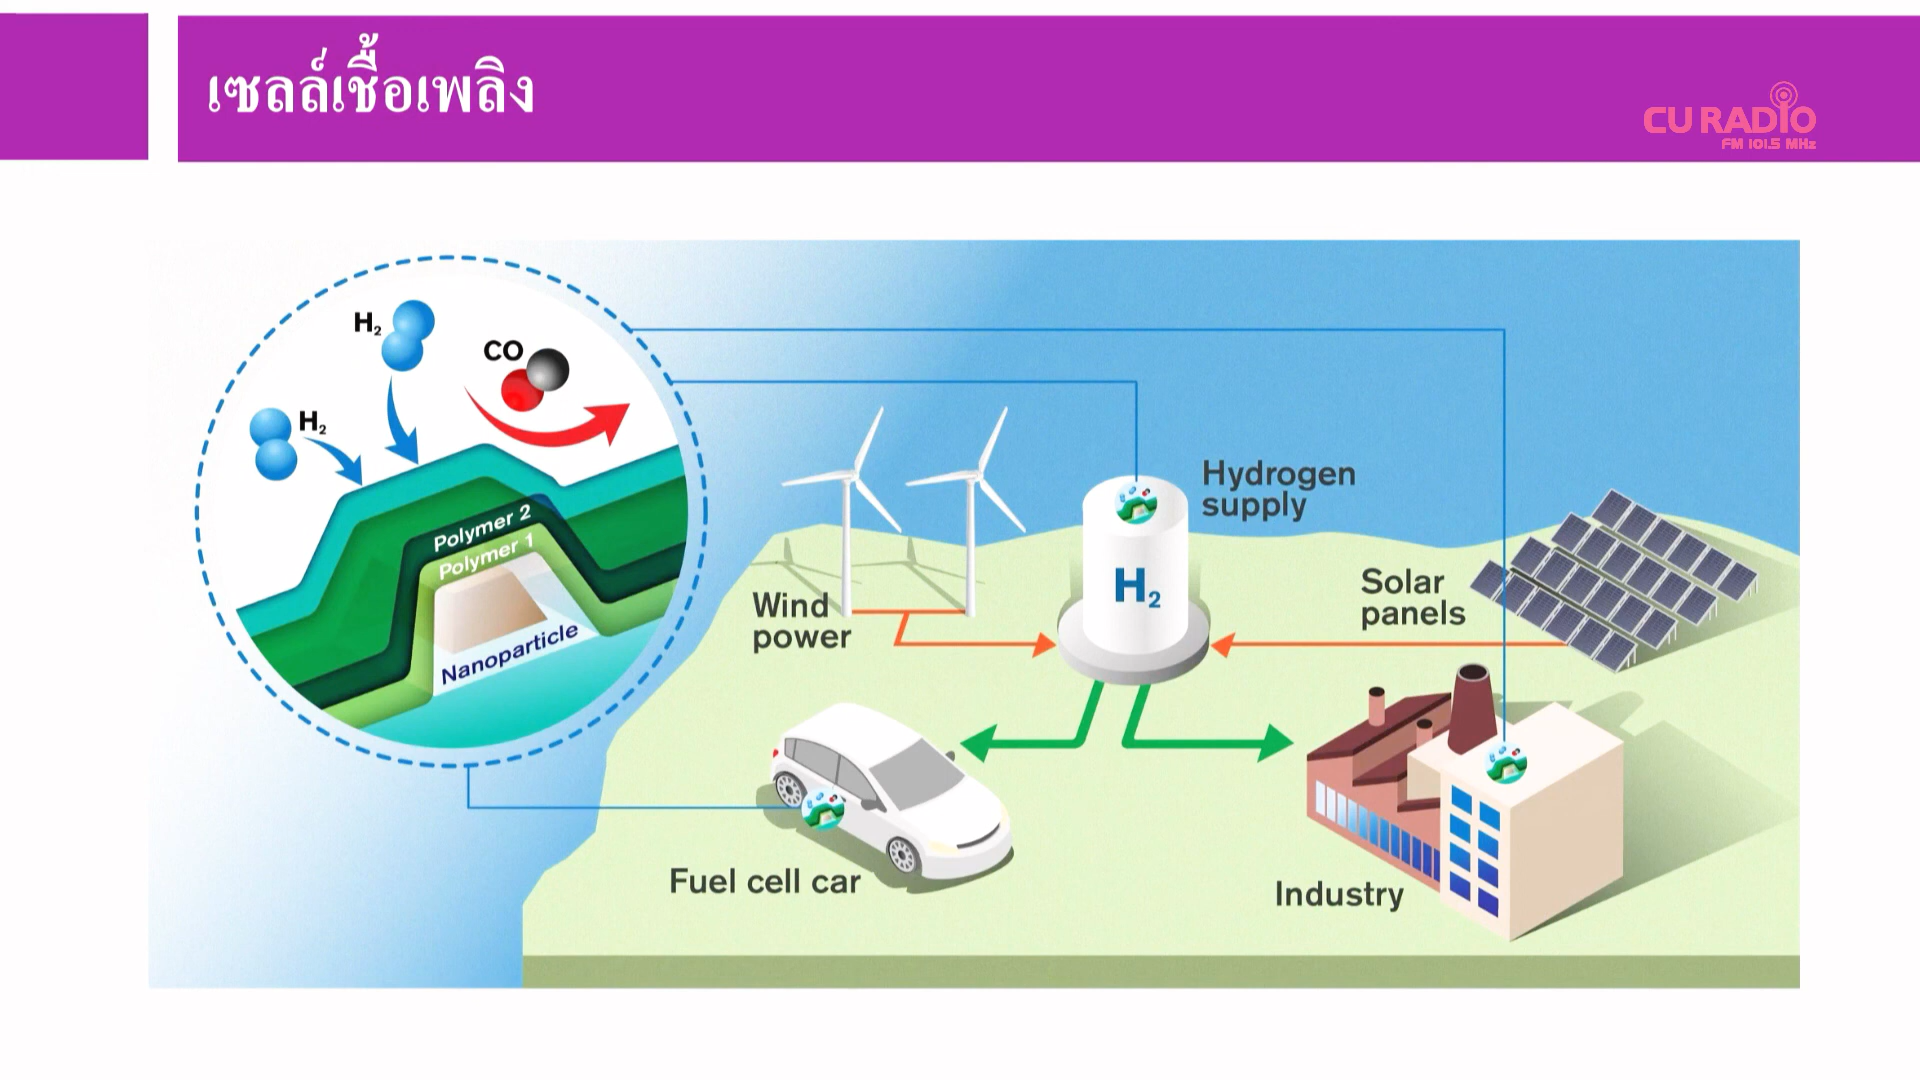 เซลล์เชื้อเพลิง
CU RADIO
FM 101.5 MHz
H₂
CO
H₂
Polymer 2
Polymer 1
Nanoparticle
Hydrogen
supply
H₂
Wind
power
Solar
panels
Fuel cell car
Industry